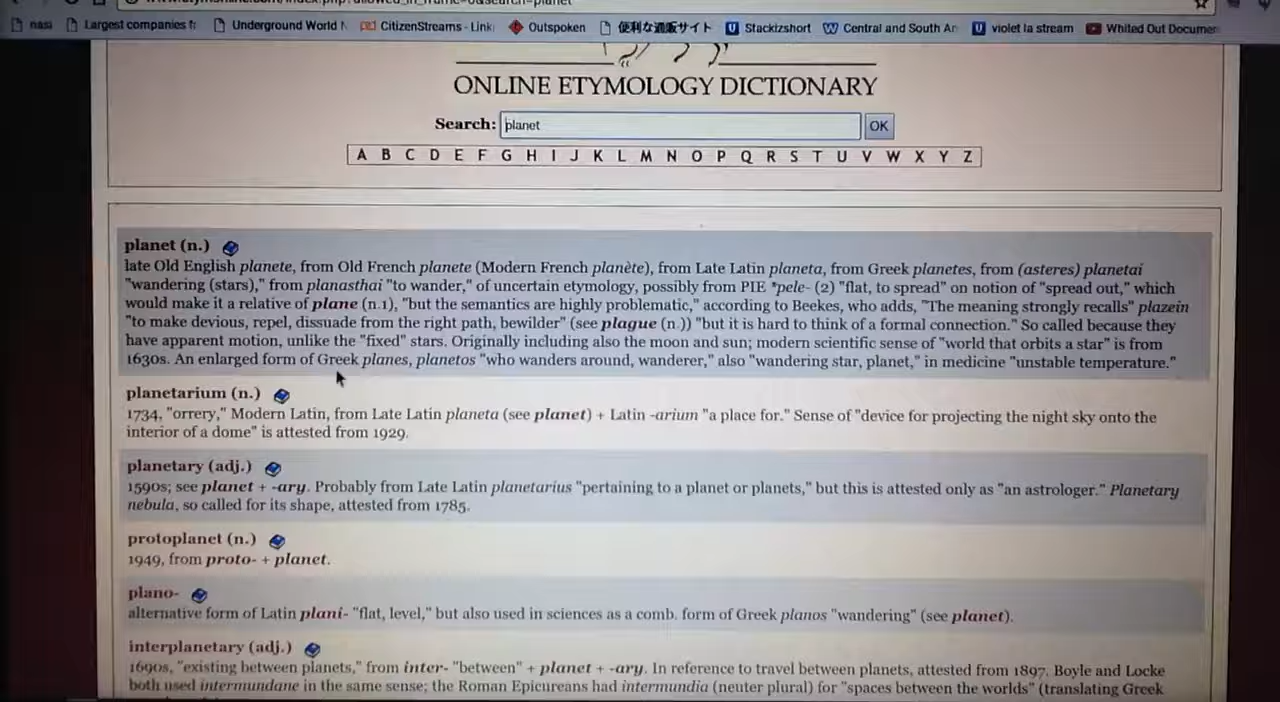 nasa
Largest companies fr
Underground World N
CitizenStreams - Link
Outspoken
便利な通販サイト
Stackizshort
Central and South An
violet la stream
Whited Out Documen
ONLINE ETYMOLOGY DICTIONARY
Search: planet OK
A B C D E F G H I J K L M N O P Q R S T U V W X Y Z
planet (n.)
late Old English planete, from Old French planete (Modern French planète), from Late Latin planeta, from Greek planetes, from (asteres) planetai
"wandering (stars)," from planasthai "to wander," of uncertain etymology, possibly from PIE *pele- (2) "flat, to spread" on notion of "spread out," which
would make it a relative of plane (n.1), "but the semantics are highly problematic," according to Beekes, who adds, "The meaning strongly recalls" plazein
"to make devious, repel, dissuade from the right path, bewilder" (see plague (n.)) "but it is hard to think of a formal connection." So called because they
have apparent motion, unlike the "fixed" stars. Originally including also the moon and sun; modern scientific sense of "world that orbits a star" is from
1630s. An enlarged form of Greek planes, planetos "who wanders around, wanderer," also "wandering star, planet," in medicine "unstable temperature."
planetarium (n.)
1734, "orrery," Modern Latin, from Late Latin planeta (see planet) + Latin -arium "a place for." Sense of "device for projecting the night sky onto the
interior of a dome" is attested from 1929.
planetary (adj.)
1590s; see planet + -ary. Probably from Late Latin planetarius "pertaining to a planet or planets," but this is attested only as "an astrologer." Planetary
nebula, so called for its shape, attested from 1785.
protoplanet (n.)
1949, from proto- + planet.
plano-
alternative form of Latin plani- "flat, level," but also used in sciences as a comb. form of Greek planos "wandering" (see planet).
interplanetary (adj.)
1690s, "existing between planets," from inter- "between" + planet + -ary. In reference to travel between planets, attested from 1897. Boyle and Locke
both used intermundane in the same sense; the Roman Epicureans had intermundia (neuter plural) for "spaces between the worlds" (translating Greek